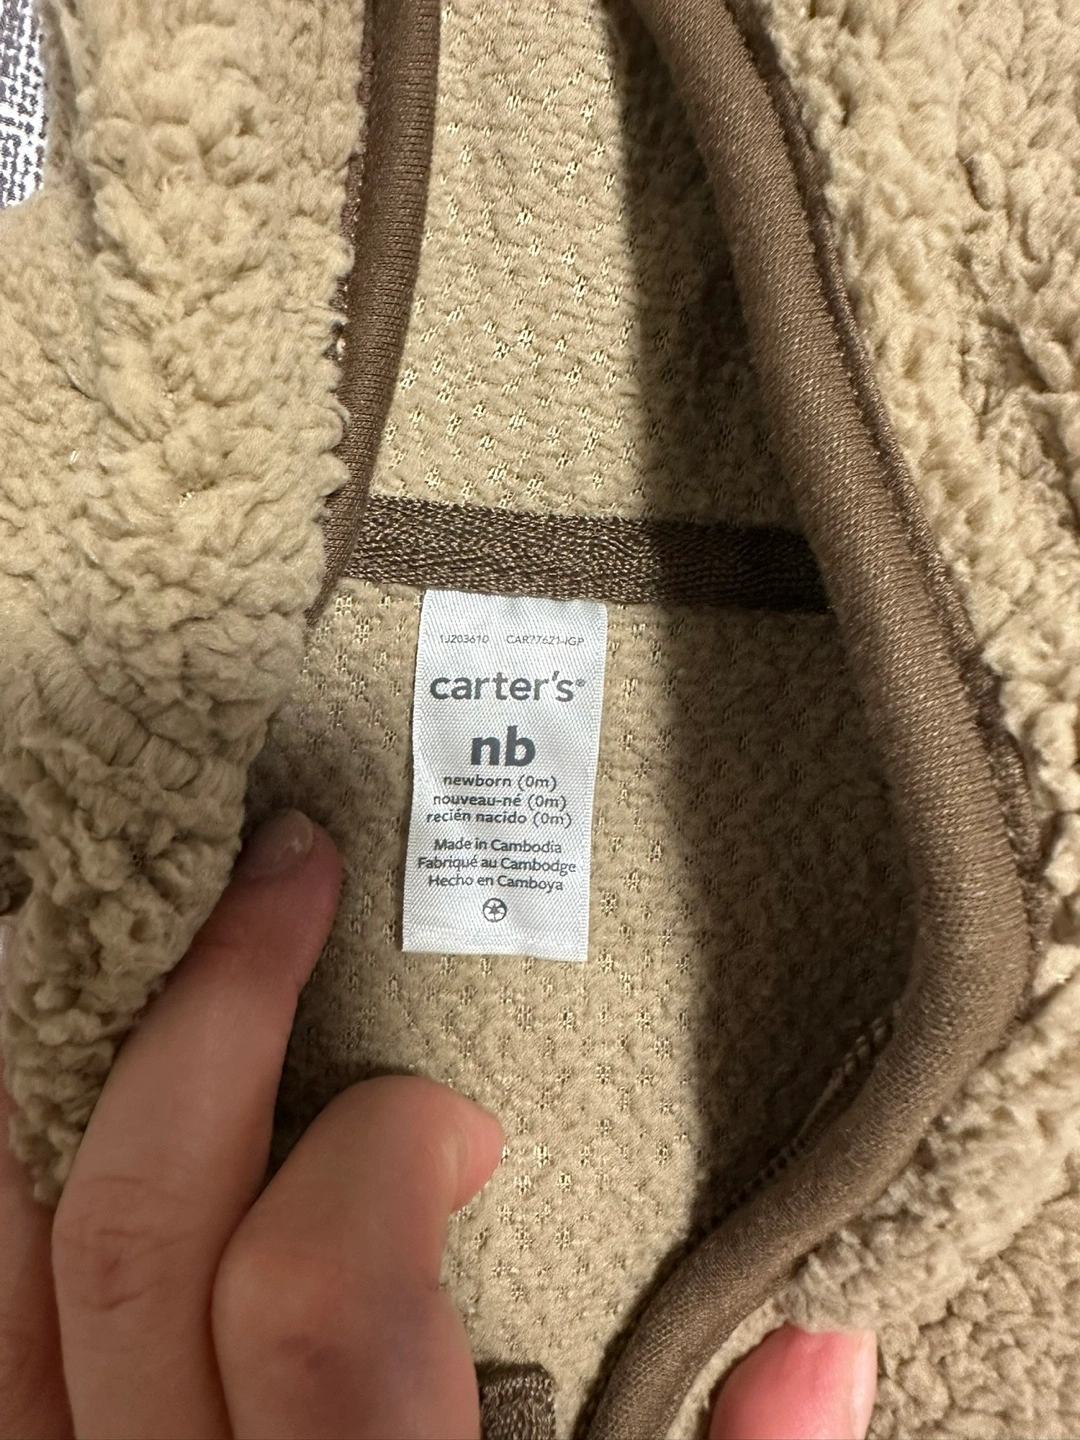 1J203610 CAR77621-IGP
carter's®
nb
newborn (0m)
nouveau-né (0m)
recién nacido (0m)
Made in Cambodia
Fabriqué au Cambodge
Hecho en Camboya